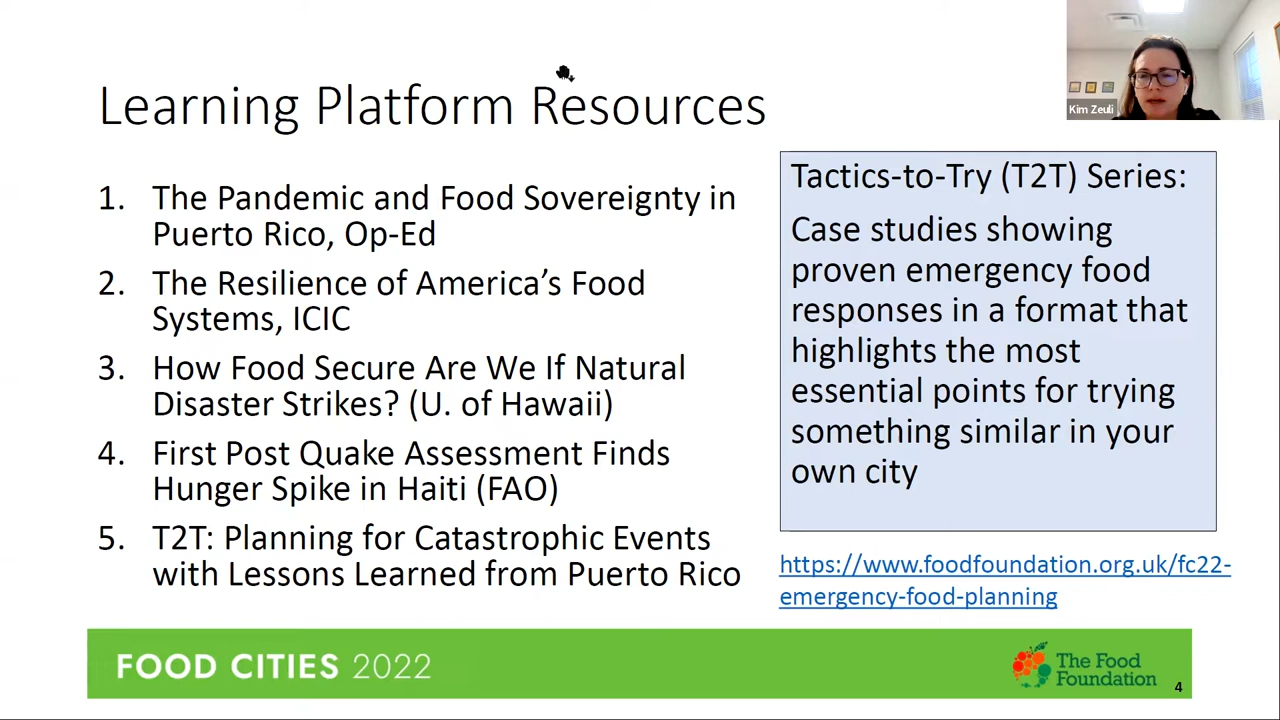 Learning Platform Resources
Kim Zeuli
1. The Pandemic and Food Sovereignty in
Puerto Rico, Op-Ed
2. The Resilience of America’s Food
Systems, ICIC
3. How Food Secure Are We If Natural
Disaster Strikes? (U. of Hawaii)
4. First Post Quake Assessment Finds
Hunger Spike in Haiti (FAO)
5. T2T: Planning for Catastrophic Events
with Lessons Learned from Puerto Rico
Tactics-to-Try (T2T) Series:
Case studies showing
proven emergency food
responses in a format that
highlights the most
essential points for trying
something similar in your
own city
https://www.foodfoundation.org.uk/fc22-
emergency-food-planning
FOOD CITIES 2022
The Food
Foundation
4